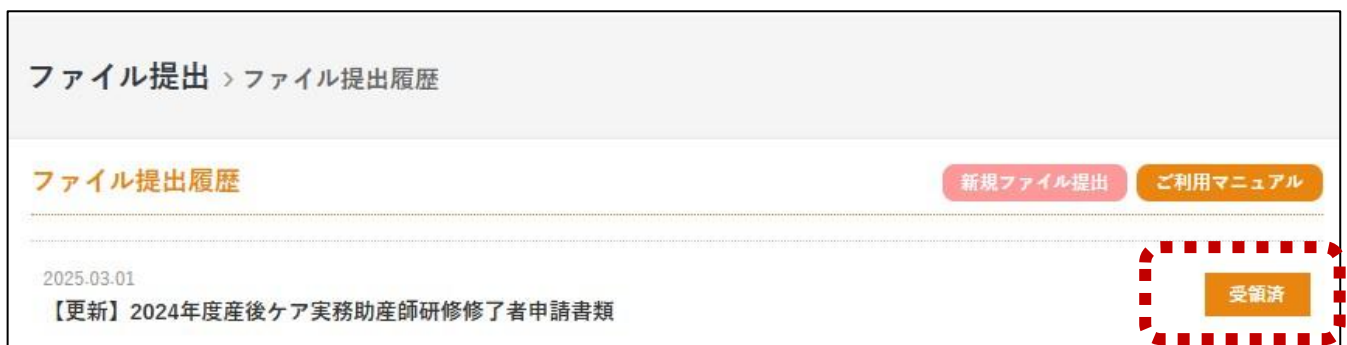 ファイル提出 > ファイル提出履歴
ファイル提出履歴
新規ファイル提出
ご利用マニュアル
2025.03.01
【更新】2024年度産後ケア実務助産師研修修了者申請書類
受領済